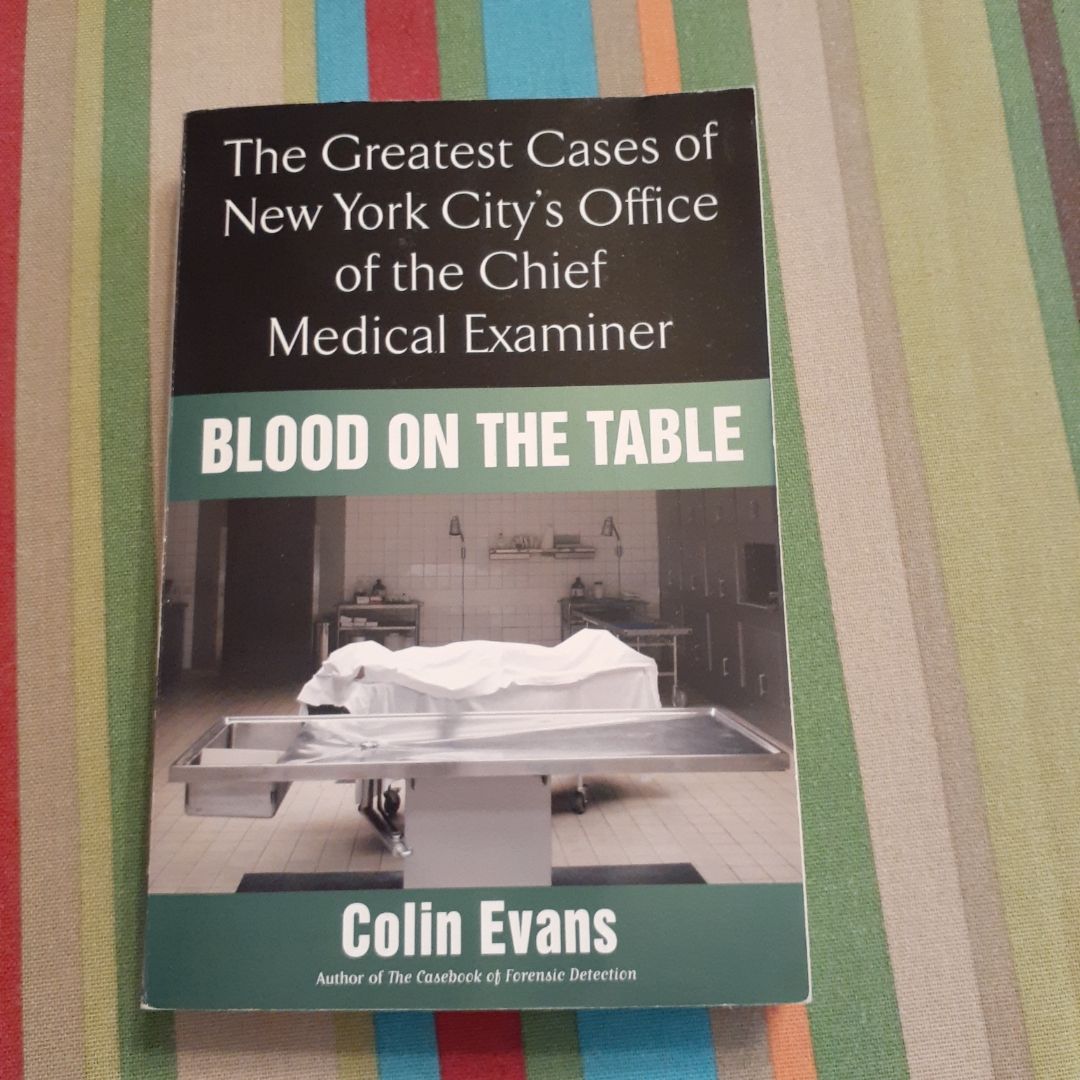 The Greatest Cases of
New York City's Office
of the Chief
Medical Examiner
BLOOD ON THE TABLE
Colin Evans
Author of The Casebook of Forensic Detection